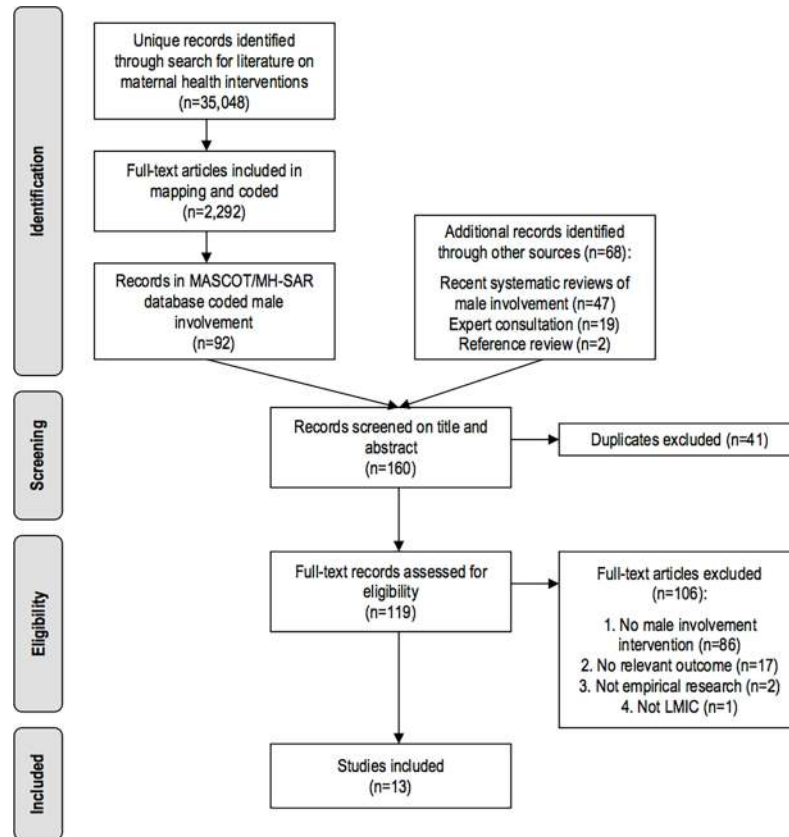 Identification
Unique records identified
through search for literature on
maternal health interventions
(n=35,048)
Full-text articles included in
mapping and coded
(n=2,292)
Records in MASCOT/MH-SAR
database coded male
involvement
(n=92)
Additional records identified
through other sources (n=68):
Recent systematic reviews of
male involvement (n=47)
Expert consultation (n=19)
Reference review (n=2)
Screening
Records screened on title and
abstract
(n=160)
Duplicates excluded (n=41)
Eligibility
Full-text records assessed for
eligibility
(n=119)
Full-text articles excluded
(n=106):
1. No male involvement
intervention (n=86)
2. No relevant outcome (n=17)
3. Not empirical research (n=2)
4. Not LMIC (n=1)
Included
Studies included
(n=13)